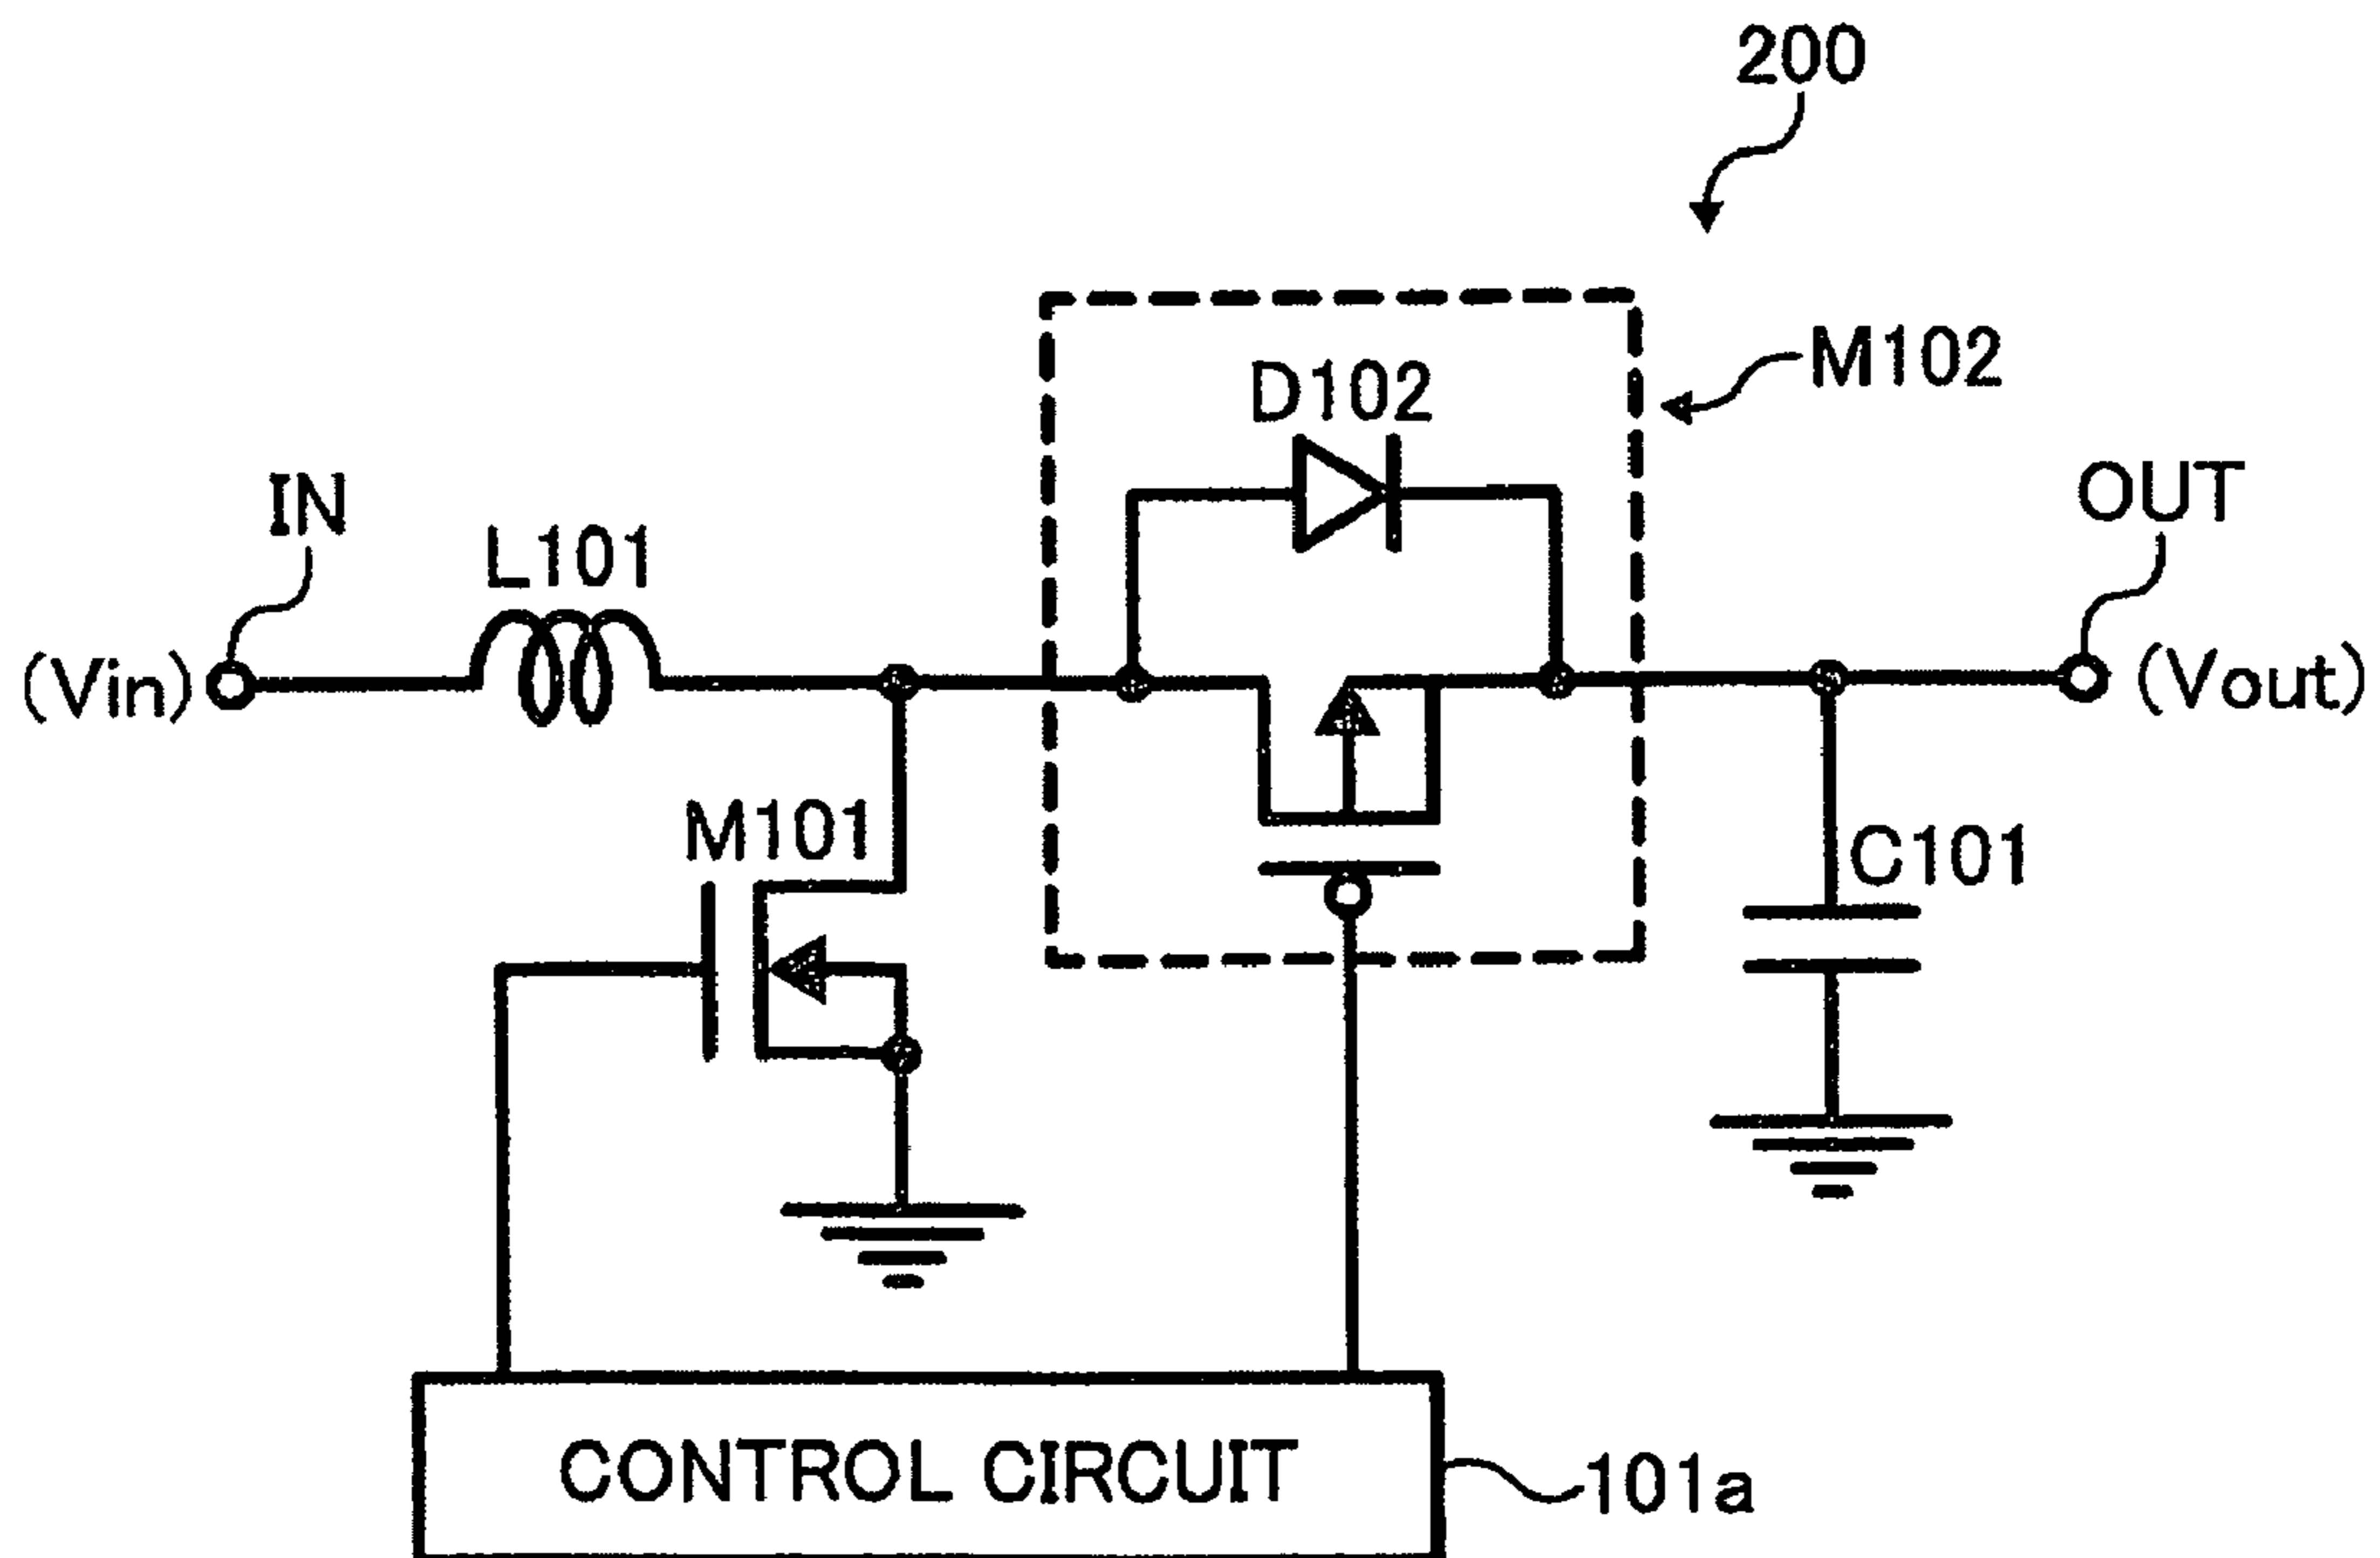 200
M102
D102
IN
OUT
L101
(Vin)
(Vout)
M101
C101
CONTROL CIRCUIT
101a